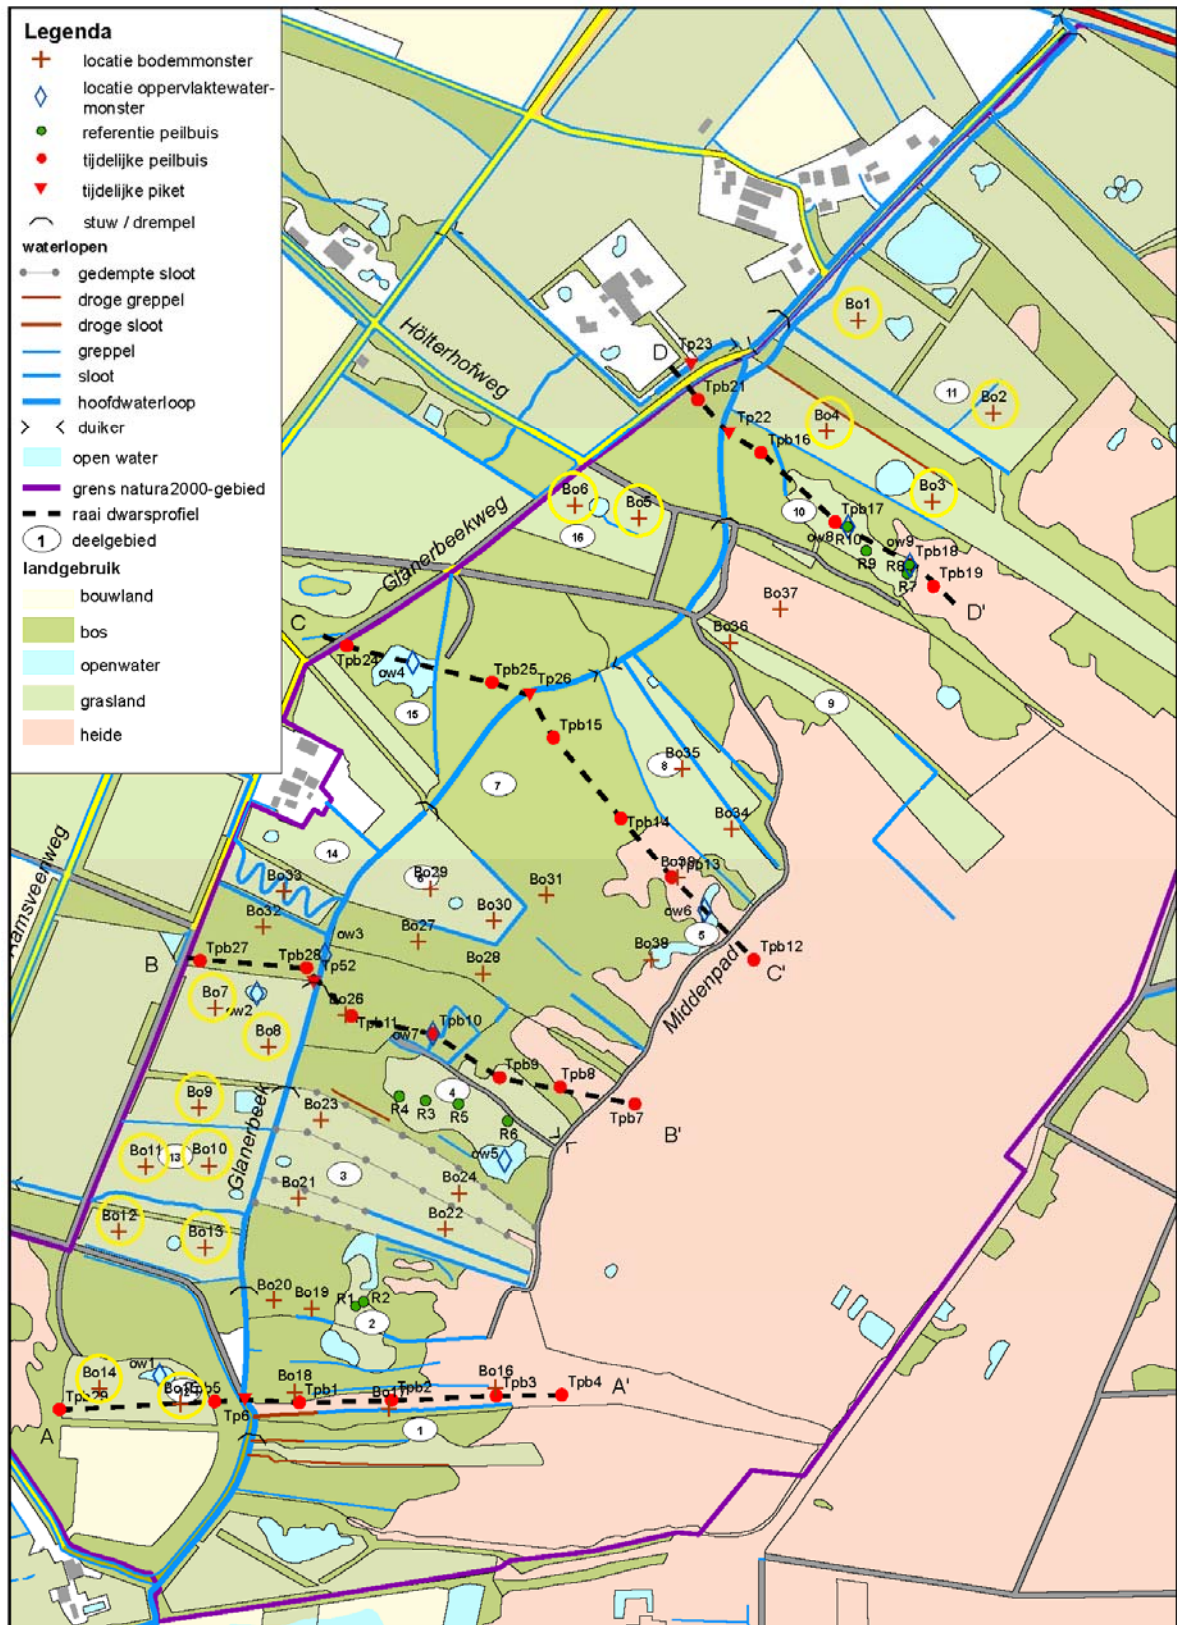 Legenda
locatie bodemmonster
locatie oppervlaktewater-
monster
referentie peilbuis
tijdelijke peilbuis
tijdelijke piket
stuw / drempel
waterlopen
gedempte sloot
droge greppel
droge sloot
greppel
sloot
hoofdwaterloop
duiker
open water
grens natura2000-gebied
raai dwarsprofiel
1 deelgebied
landgebruik
bouwland
bos
openwater
grasland
heide
Bo1
Hölterhofweg
D
Tp23
Tpb21
11
Bo2
Bo4
Tp22
Tpb16
Bo3
Bo6
Bo5
16
Glanerbeekweg
10
Tpb17
ow8
R10
ow9
R9
R8
Tpb18
R7
Tpb19
D'
Bo37
C
Bo36
Tpb24
ow4
Tpb25
Tp26
15
9
Tpb15
7
8
Bo35
Tpb14
Bo34
Aamsveenweg
14
Bo33
6
Bo29
Bo31
Bo39
Tpb13
Bo32
Bo30
ow6
ow3
Bo27
5
B
Tpb27
Tpb28
Tp52
Bo28
Bo38
Tpb12
C'
Middenpad
Bo7
ow2
Bo26
Tpb11
Bo8
ow7
Tpb10
Tpb9
Tpb8
Tpb7
B'
Bo9
Glanerbeek
Bo23
4
R4
R3
R5
R6
Bo11
13
Bo10
ow5
3
Bo21
Bo24
Bo12
Bo13
Bo22
Bo20
Bo19
R1
R2
2
ow1
Bo14
Tpb29
Tpb5
Bo18
Tpb1
Bo17
Tpb2
Bo16
Tpb3
Tpb4
A'
A
Tp6
1